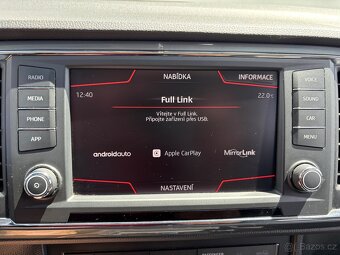 NABÍDKA
INFORMACE
RADIO
MEDIA
PHONE
APP
VOICE
SOUND
CAR
MENU
12:40
Full Link
22.0°C
Vítejte v Full Link.
Připojte zařízení přes USB.
androidauto
Apple CarPlay
MirrorLink
NASTAVENÍ
Bazoš.cz